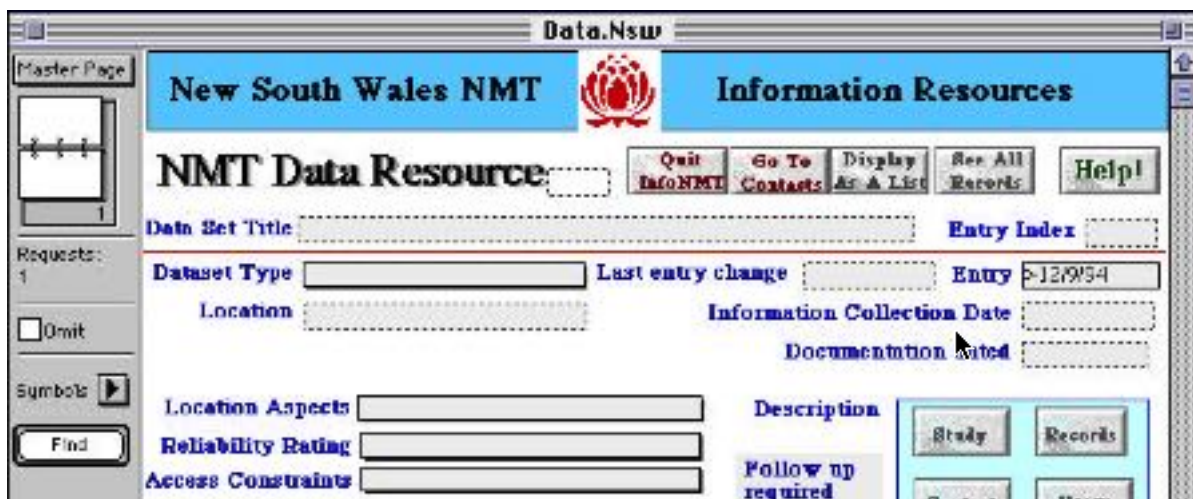 Data.Nsw
Master Page
1
Requests:
1
Omit
Symbols
Find
New South Wales NMT Information Resources
NMT Data Resource
Quit InfoNMT
Go To Contacts
Display As A List
See All Records
Help!
Data Set Title
Entry Index
Dataset Type
Last entry change
Entry >12/9/94
Location
Information Collection Date
Documentation
Location Aspects
Description
Study
Records
Reliability Rating
Access Constraints
Follow up
required